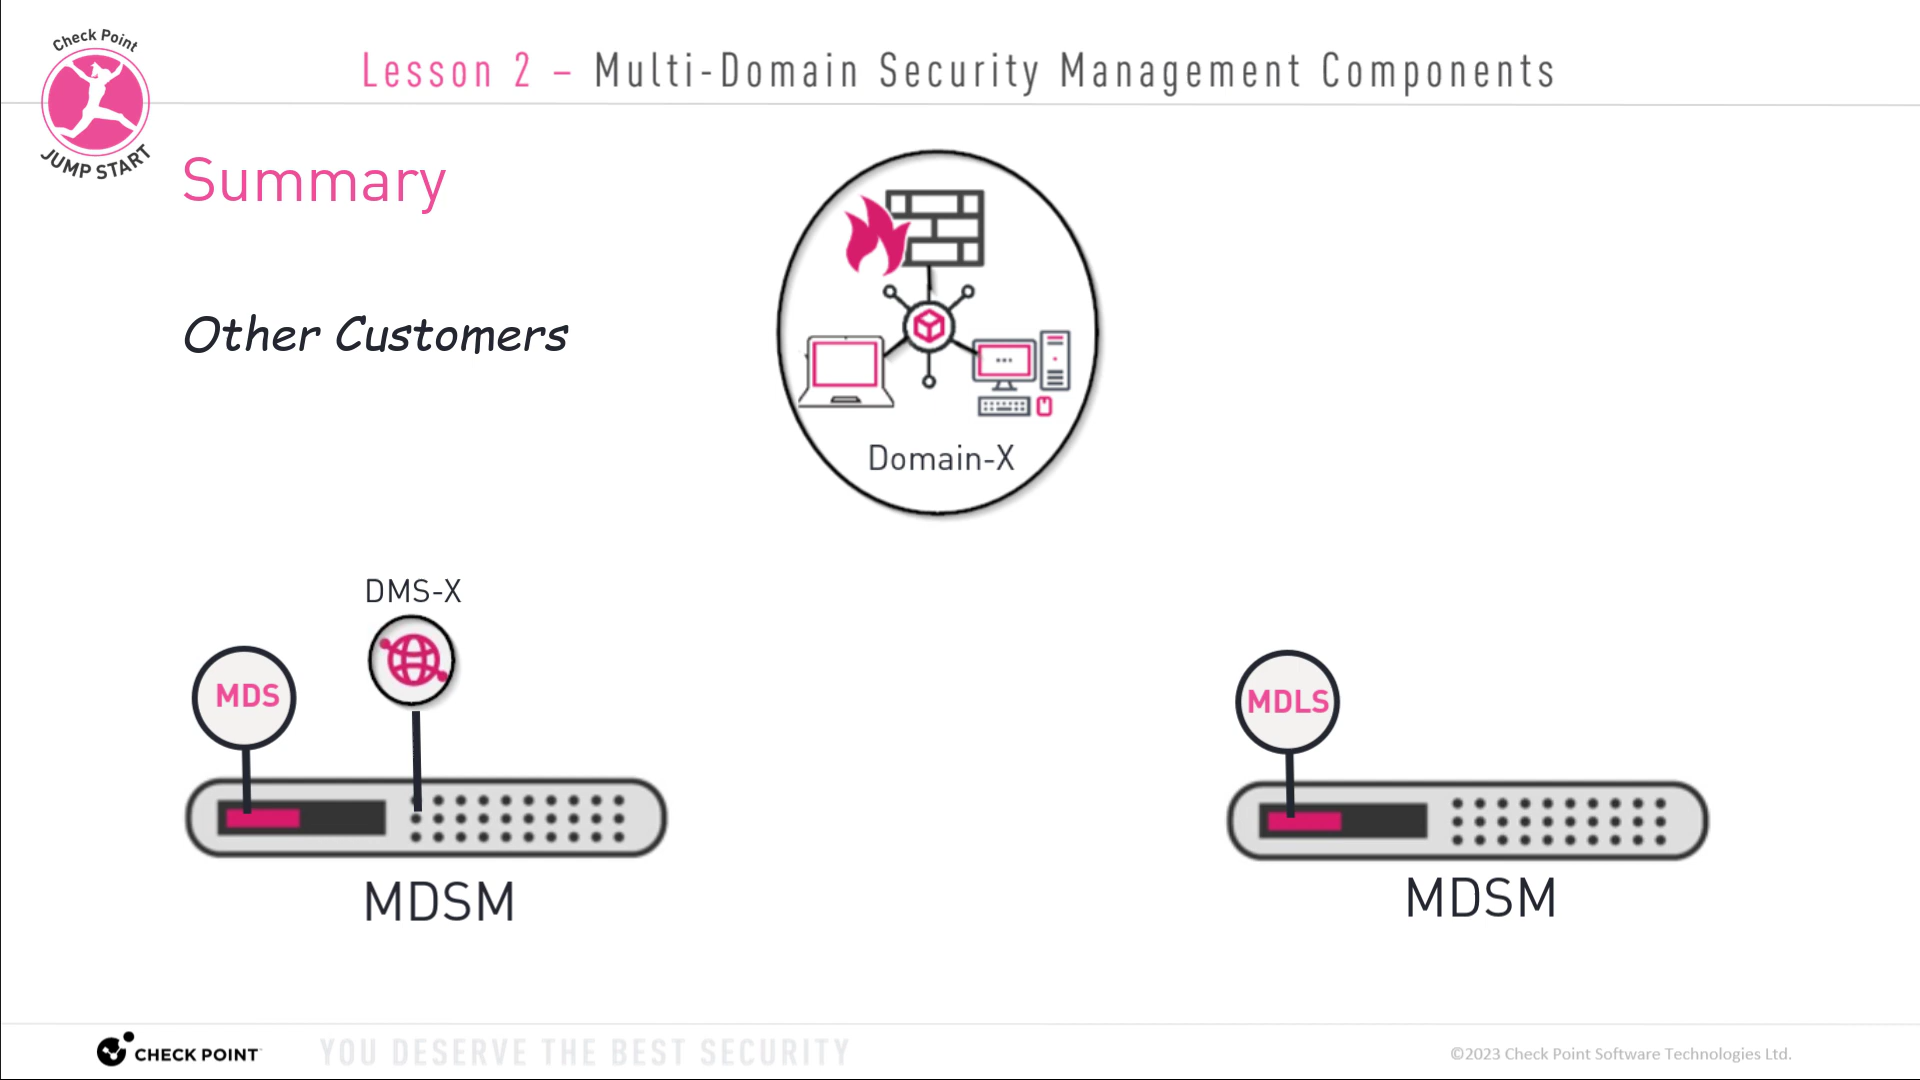 Check Point
JUMP START
Lesson 2 – Multi-Domain Security Management Components
Summary
Other Customers
Domain-X
DMS-X
MDS
MDLS
MDSM
MDSM
CHECK POINT
YOU DESERVE THE BEST SECURITY
©2023 Check Point Software Technologies Ltd.